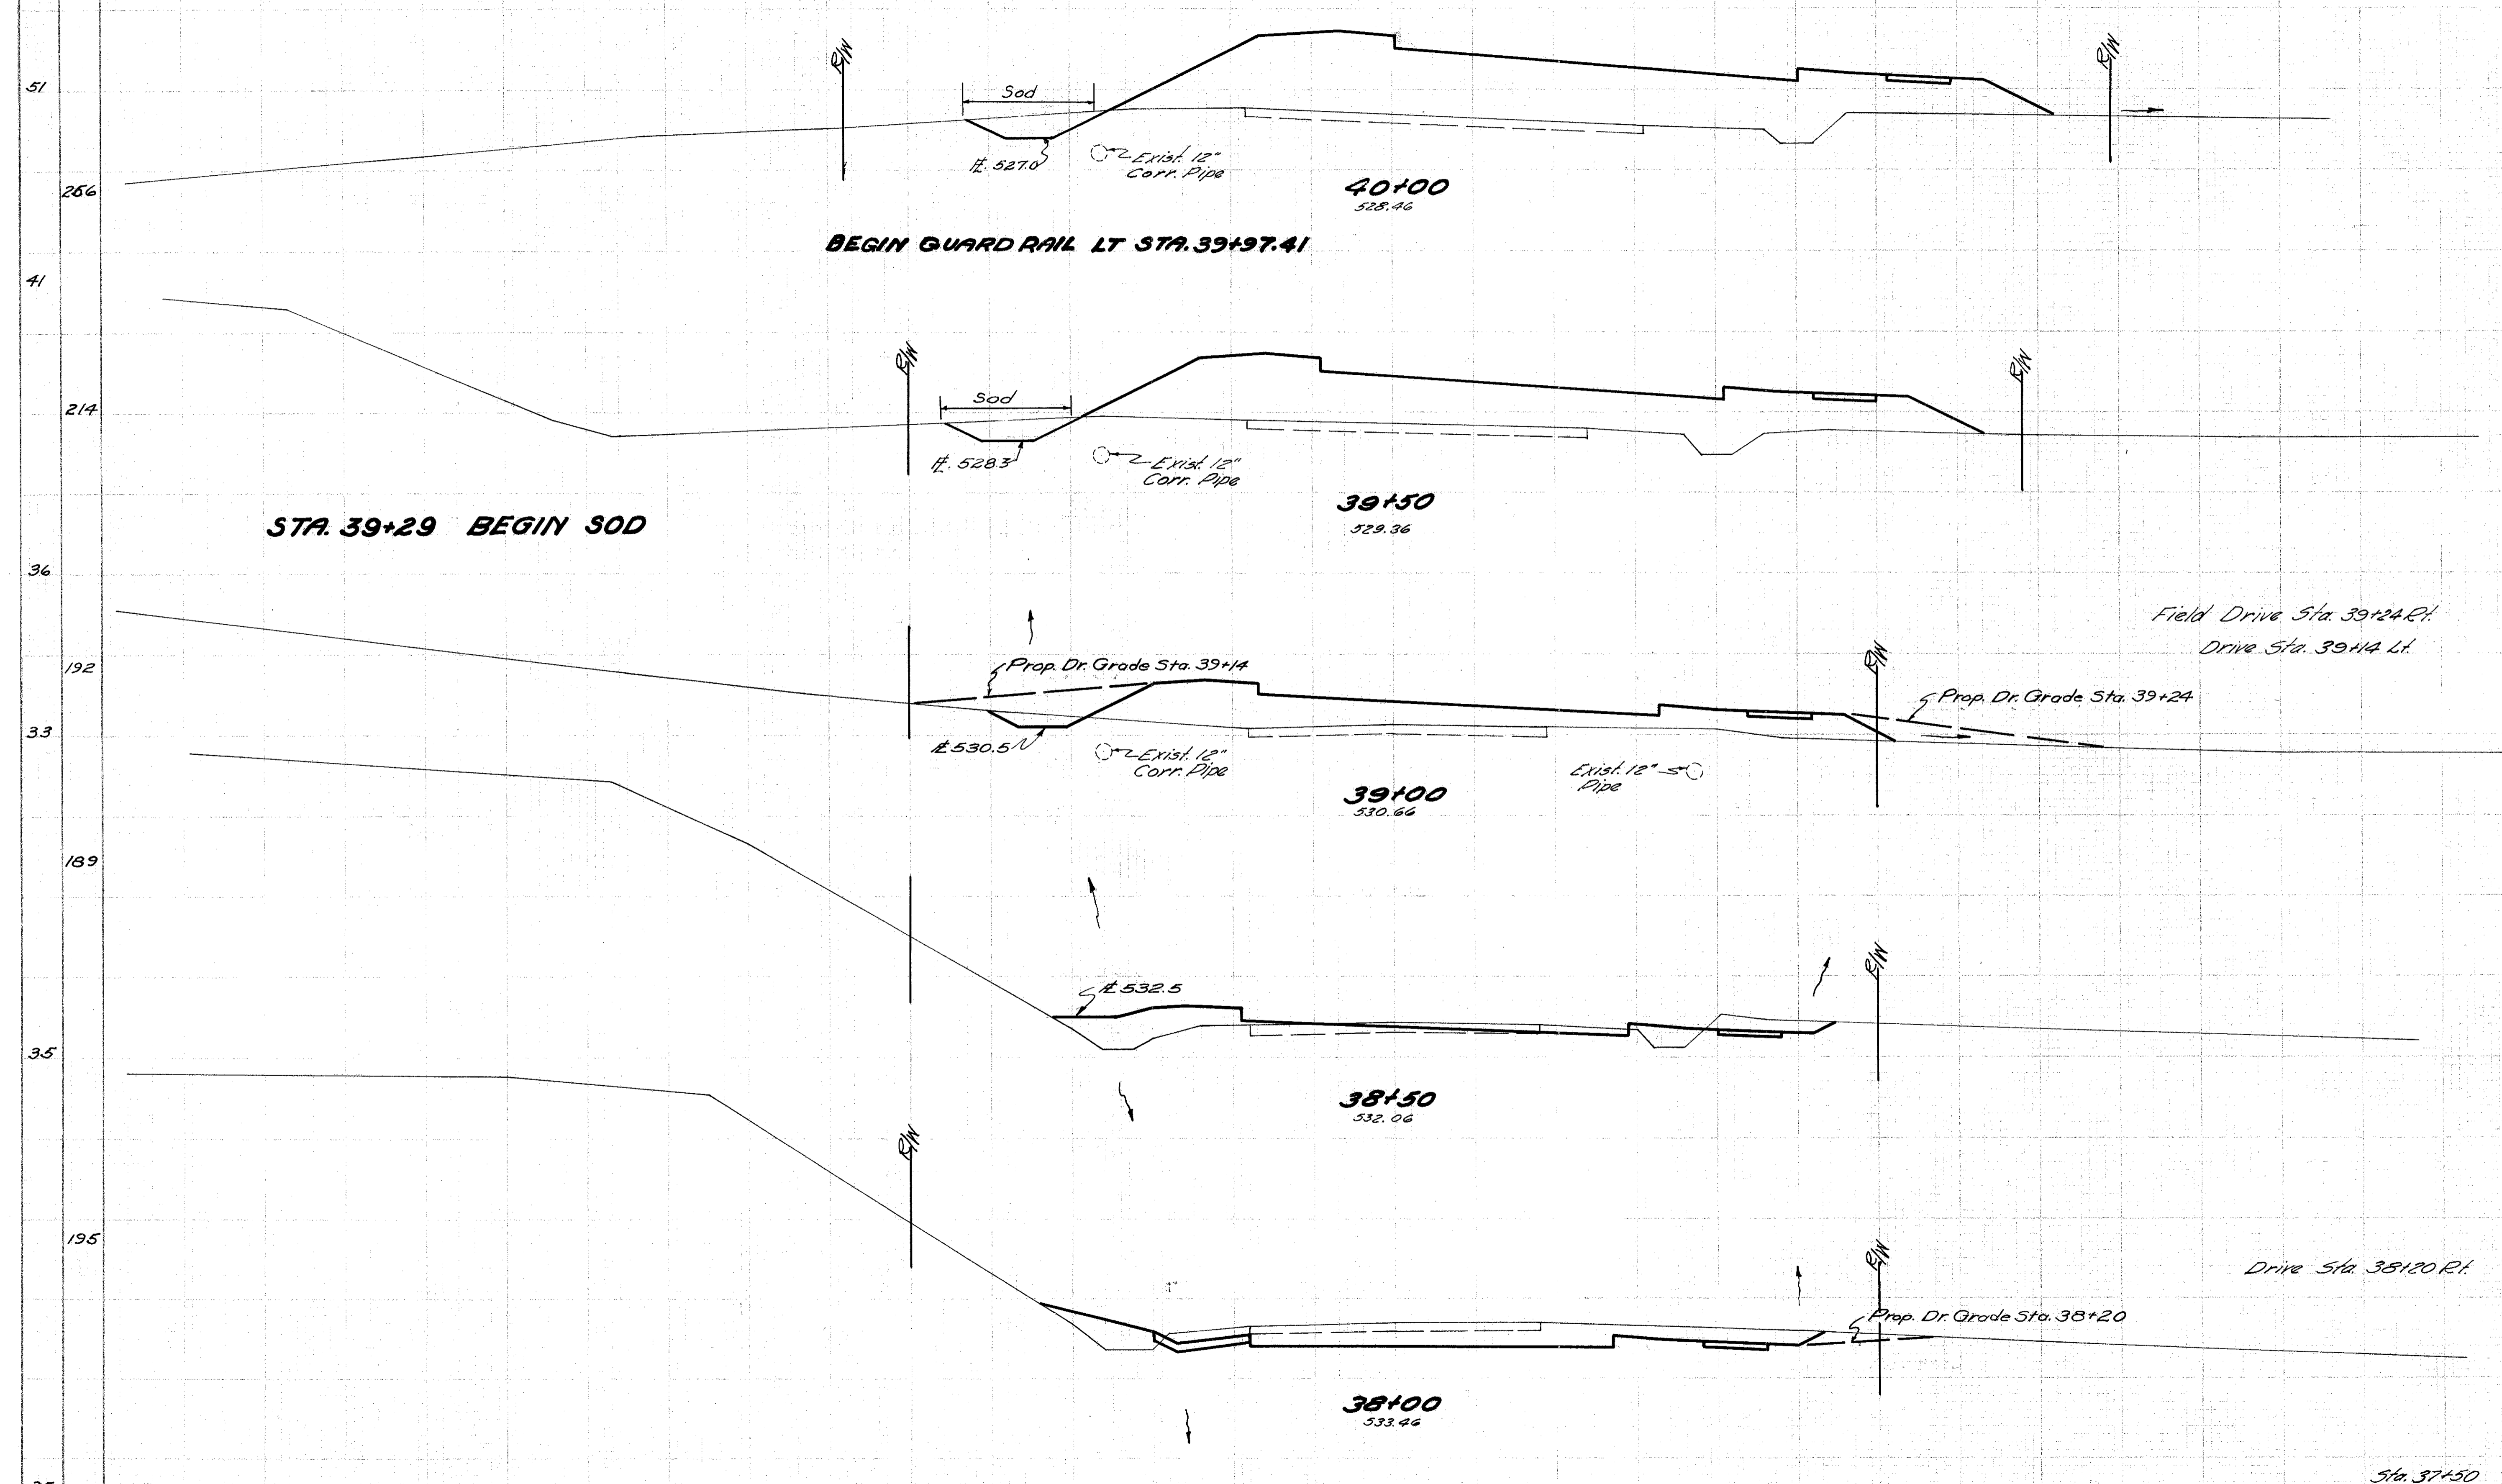 R/W
R/W
51
Sod
Exist. 12"
Corr. Pipe
℄. 527.0
40+00
528.46
266
BEGIN GUARD RAIL LT STA. 39+97.41
41
R/W
R/W
Sod
214
℄. 528.3
Exist. 12"
Corr. Pipe
39+50
529.36
STA. 39+29 BEGIN SOD
36
Field Drive Sta. 39+24 Rt.
Drive Sta. 39+14 Lt.
R/W
192
Prop. Dr. Grade Sta. 39+14
Prop. Dr. Grade Sta. 39+24
33
℄ 530.5
Exist. 12"
Corr. Pipe
Exist. 12"
Pipe
39+00
530.66
189
R/W
℄ 532.5
35
38+50
532.06
R/W
195
R/W
Drive Sta. 38+20 Rt.
Prop. Dr. Grade Sta. 38+20
38+00
533.46
Sta. 37+50